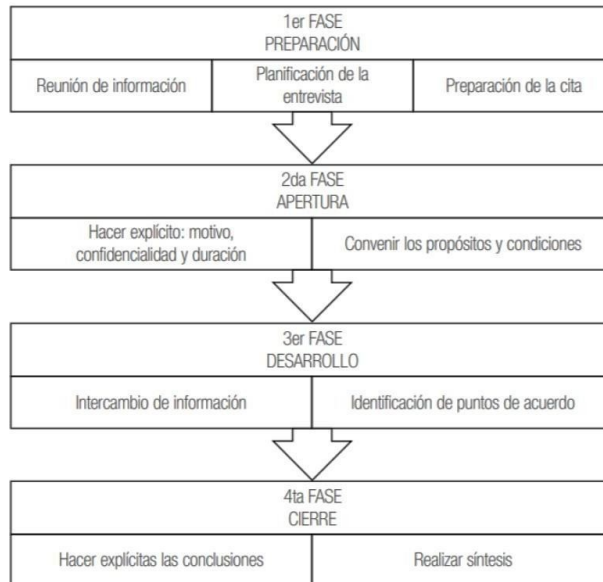 1er FASE
PREPARACIÓN
Reunión de información
Planificación de la
entrevista
Preparación de la cita
2da FASE
APERTURA
Hacer explícito: motivo,
confidencialidad y duración
Convenir los propósitos y condiciones
3er FASE
DESARROLLO
Intercambio de información
Identificación de puntos de acuerdo
4ta FASE
CIERRE
Hacer explícitas las conclusiones
Realizar síntesis